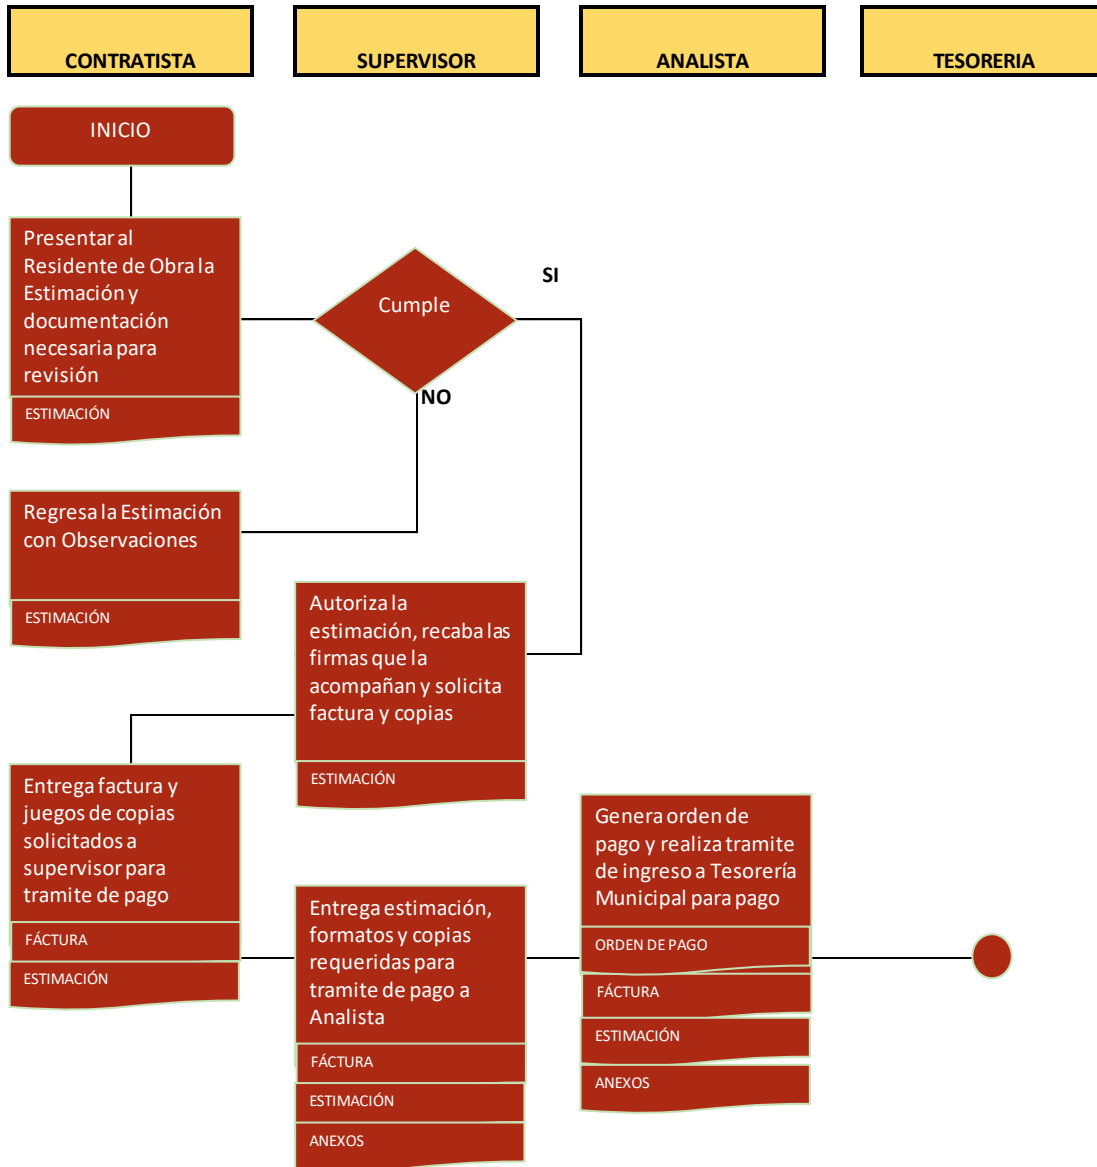 CONTRATISTA
SUPERVISOR
ANALISTA
TESORERIA
INICIO
Presentar al
Residente de Obra la
Estimación y
documentación
necesaria para
revisión
ESTIMACIÓN
Cumple
SI
NO
Regresa la Estimación
con Observaciones
ESTIMACIÓN
Autoriza la
estimación, recaba las
firmas que la
acompañan y solicita
factura y copias
ESTIMACIÓN
Entrega factura y
juegos de copias
solicitados a
supervisor para
tramite de pago
FÁCTURA
ESTIMACIÓN
Entrega estimación,
formatos y copias
requeridas para
tramite de pago a
Analista
FÁCTURA
ESTIMACIÓN
ANEXOS
Genera orden de
pago y realiza tramite
de ingreso a Tesorería
Municipal para pago
ORDEN DE PAGO
FÁCTURA
ESTIMACIÓN
ANEXOS